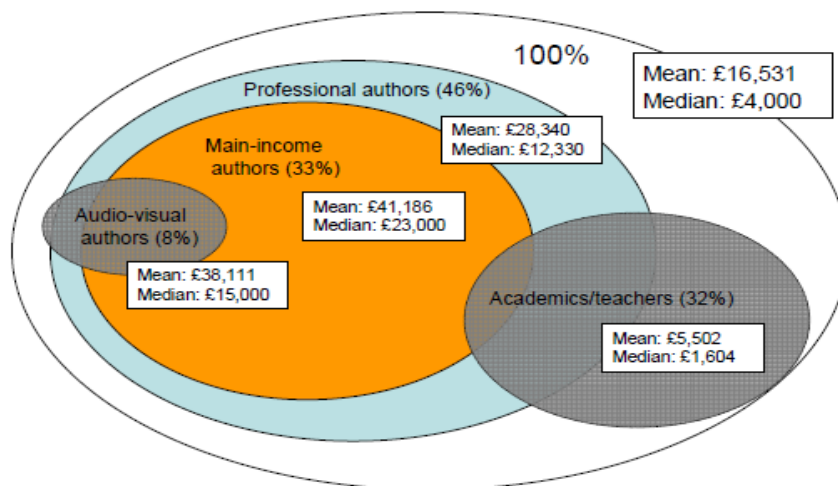 100%
Mean: £16,531
Median: £4,000
Professional authors (46%)
Mean: £28,340
Median: £12,330
Main-income
authors (33%)
Mean: £41,186
Median: £23,000
Audio-visual
authors (8%)
Mean: £38,111
Median: £15,000
Academics/teachers (32%)
Mean: £5,502
Median: £1,604